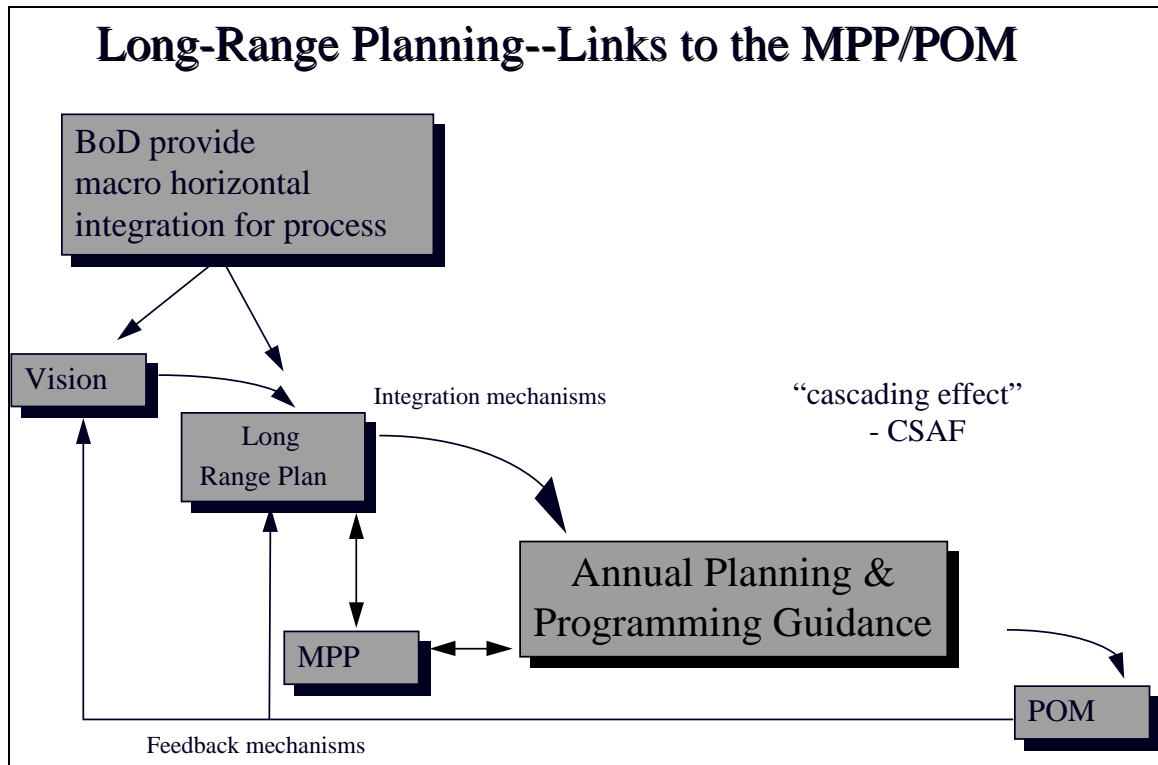 Long-Range Planning--Links to the MPP/POM
BoD provide
macro horizontal
integration for process
Vision
Long
Range Plan
Integration mechanisms
“cascading effect”
- CSAF
Annual Planning &
Programming Guidance
MPP
POM
Feedback mechanisms